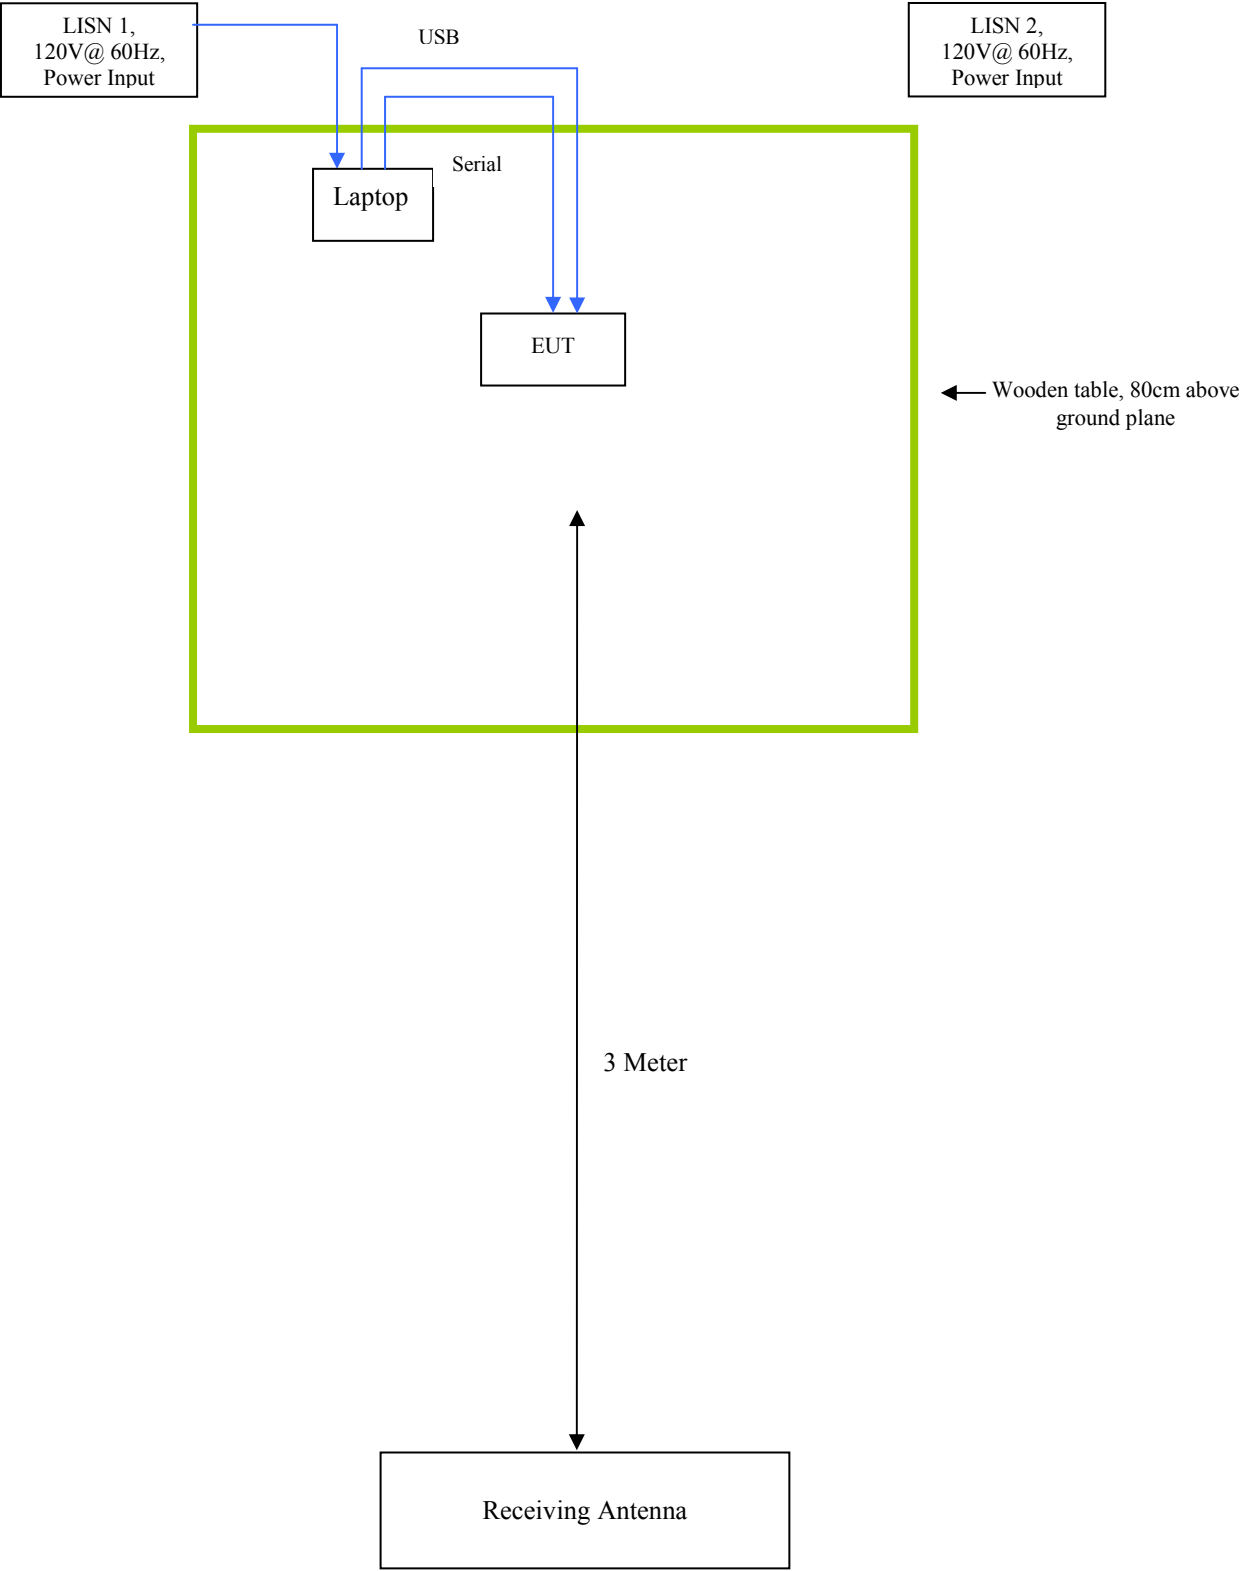 LISN 1,
120V@ 60Hz,
Power Input
USB
LISN 2,
120V@ 60Hz,
Power Input
Serial
Laptop
EUT
Wooden table, 80cm above
ground plane
3 Meter
Receiving Antenna